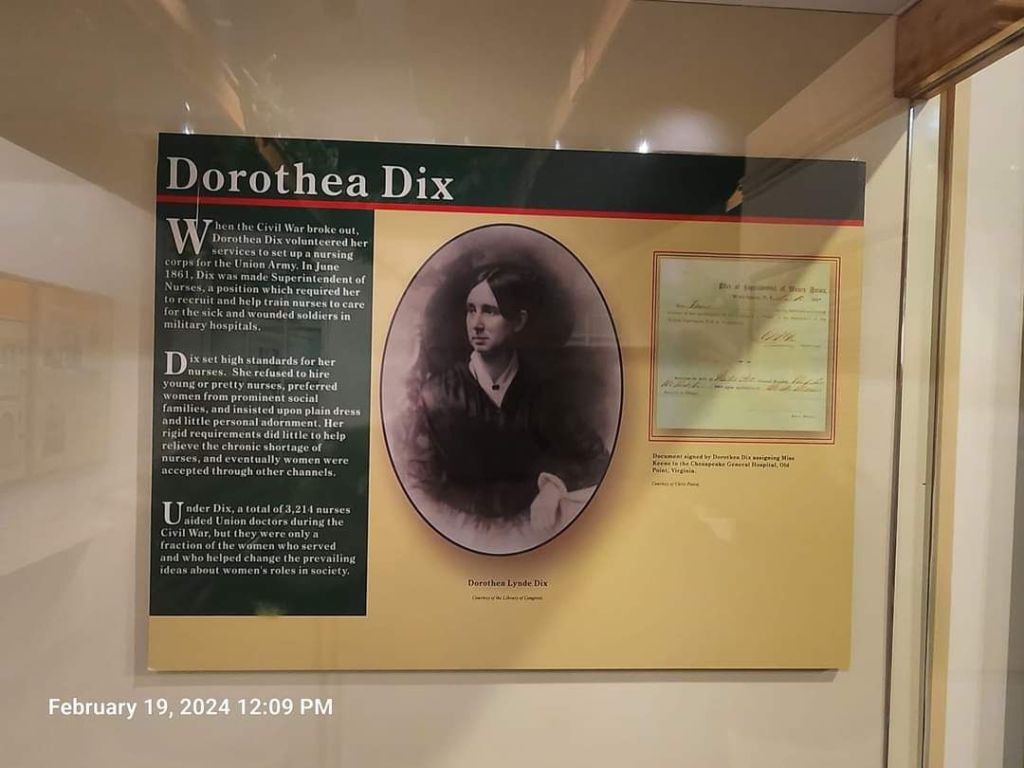 Dorothea Dix
When the Civil War broke out,
Dorothea Dix volunteered her
services to set up a nursing
corps for the Union Army. In June
1861, Dix was made Superintendent of
Nurses, a position which required her
to recruit and help train nurses to care
for the sick and wounded soldiers in
military hospitals.
Dix set high standards for her
nurses. She refused to hire
young or pretty nurses, preferred
women from prominent social
families, and insisted upon plain dress
and little personal adornment. Her
rigid requirements did little to help
relieve the chronic shortage of
nurses, and eventually women were
accepted through other channels.
Under Dix, a total of 3,214 nurses
aided Union doctors during the
Civil War, but they were only a
fraction of the women who served
and who helped change the prevailing
ideas about women's roles in society.
Dorothea Lynde Dix
Courtesy of the Library of Congress
Document signed by Dorothea Dix assigning Miss
Keene to the Chesapeake General Hospital, Old
Point, Virginia.
Courtesy of Chris
February 19, 2024 12:09 PM